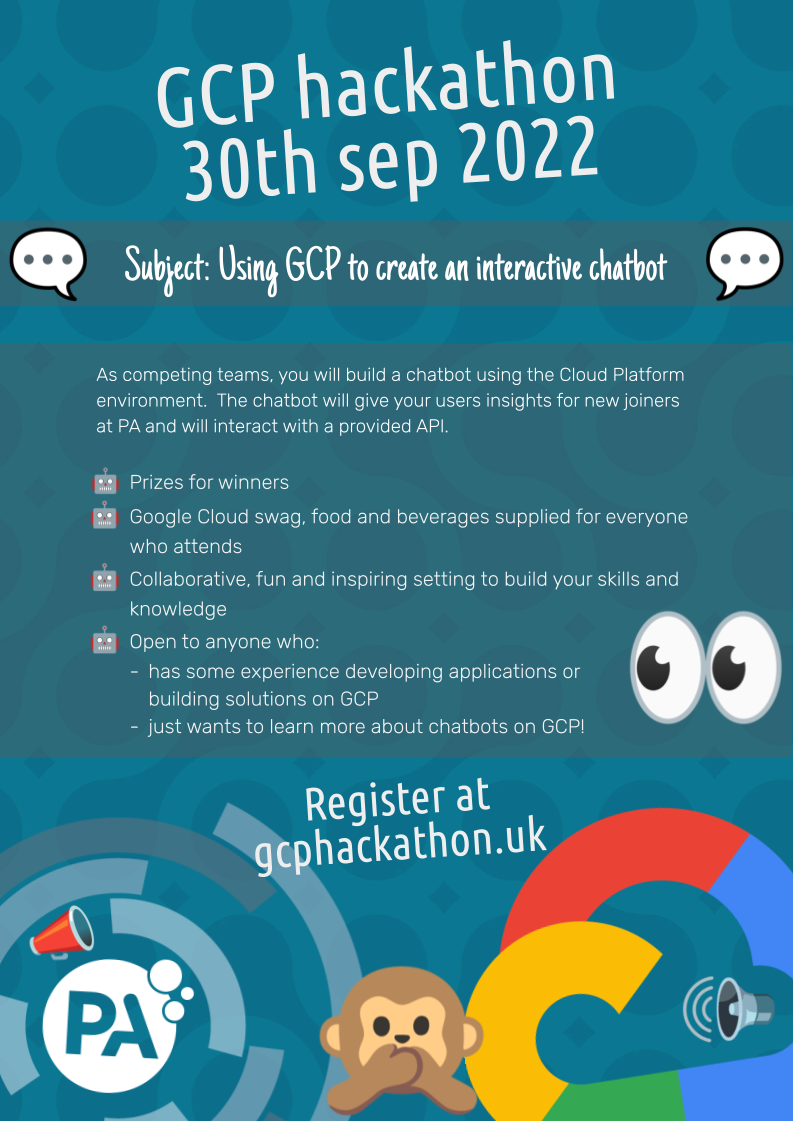 GCP hackathon
30th sep 2022
Subject: Using GCP to create an interactive chatbot
As competing teams, you will build a chatbot using the Cloud Platform
environment.  The chatbot will give your users insights for new joiners
at PA and will interact with a provided API.
Prizes for winners
Google Cloud swag, food and beverages supplied for everyone
who attends
Collaborative, fun and inspiring setting to build your skills and
knowledge
Open to anyone who:
- has some experience developing applications or
building solutions on GCP
- just wants to learn more about chatbots on GCP!
Register at
gcphackathon.uk
PA